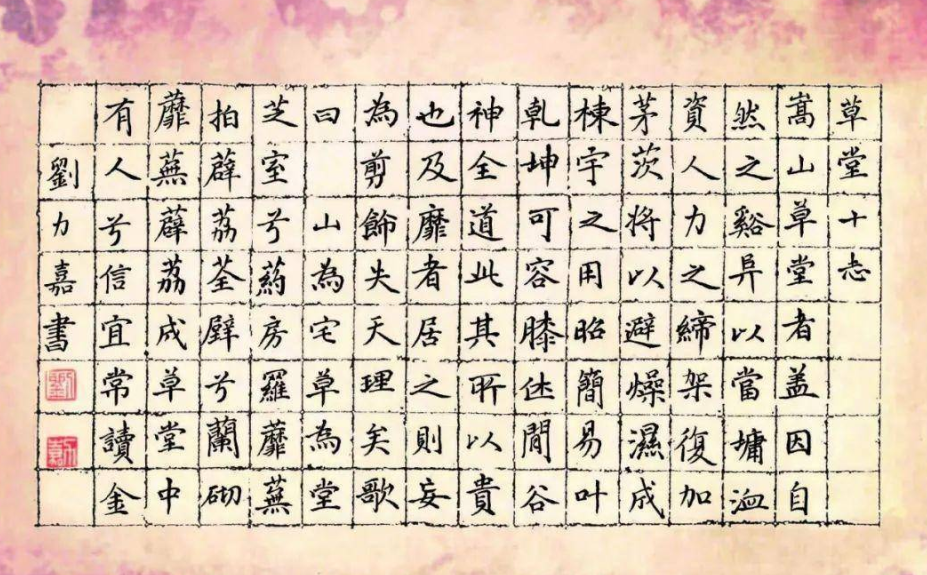 草堂十志
嵩山草堂者盖因自
然之谿阜以當墉洫
資人力之締架復加
茅茨將以避燥濕成
棟宇之用昭簡易叶
乾坤可容膝休閒谷
神全道此其所以貴
也及靡者居之則妄
為剪飾失天理矣歌
曰 山為宅草為堂
芝室兮葯房羅蘼蕪
拍薜荔荃壁兮蘭砌
蘼蕪薜荔成草堂中
有人兮信宜常讀金
劉力嘉書